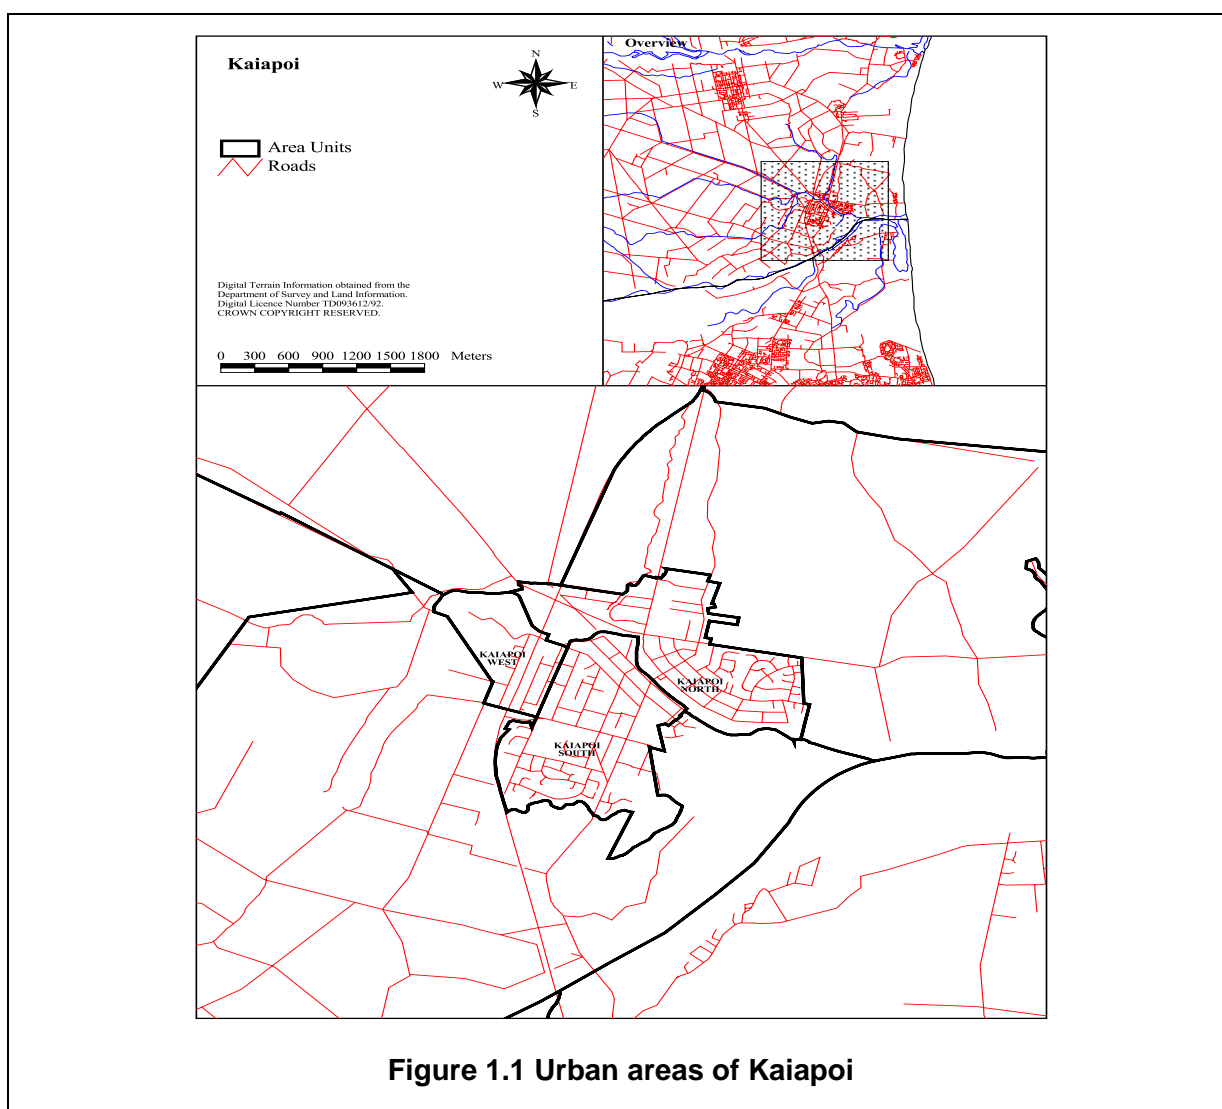 Kaiapoi
N
W E
S
Area Units
Roads
Digital Terrain Information obtained from the
Department of Survey and Land Information.
Digital Licence Number TD093612/92.
CROWN COPYRIGHT RESERVED.
0 300 600 900 1200 1500 1800 Meters
Overview
KAIAPOI
WEST
KAIAPOI
NORTH
KAIAPOI
SOUTH
Figure 1.1 Urban areas of Kaiapoi